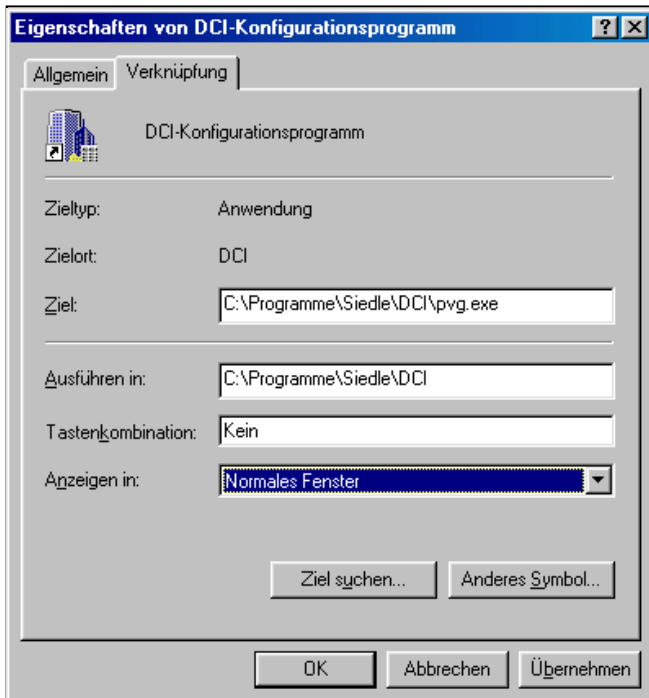 Eigenschaften von DCI-Konfigurationsprogramm
Allgemein Verknüpfung
DCI-Konfigurationsprogramm
Zieltyp: Anwendung
Zielort: DCI
Ziel: C:\Programme\Siedle\DCI\pvg.exe
Ausführen in: C:\Programme\Siedle\DCI
Tastenkombination: Kein
Anzeigen in: Normales Fenster
Ziel suchen... Anderes Symbol...
OK Abbrechen Übernehmen